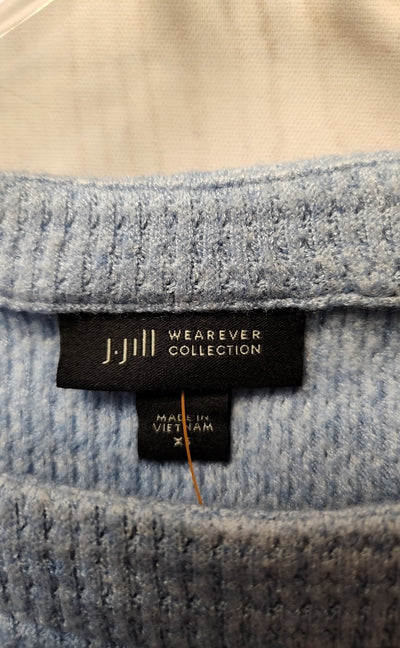 J.Jill WEAREVER
COLLECTION
MADE IN
VIETNAM
XS